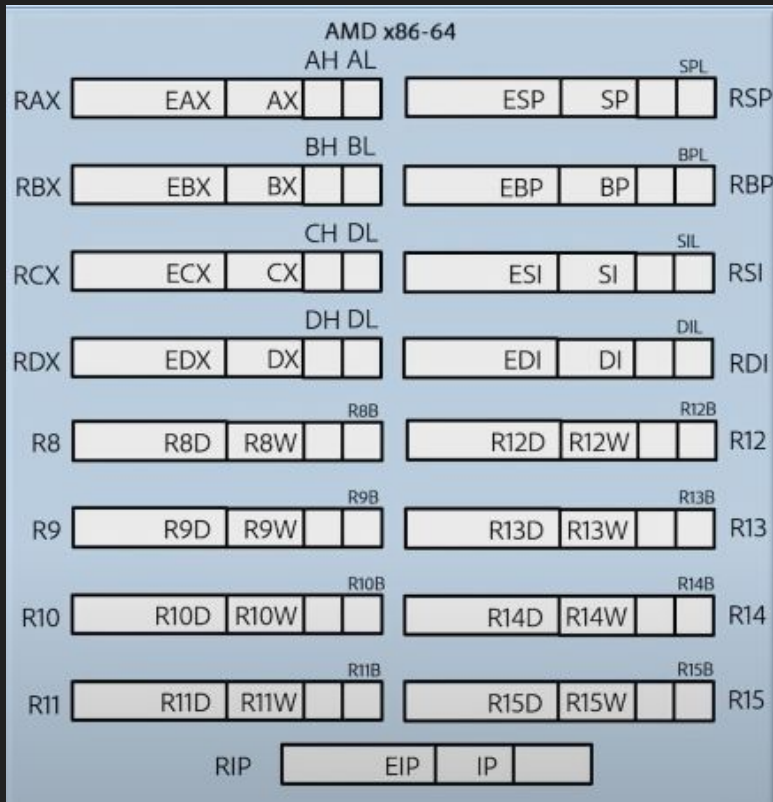 AMD x86-64
AH AL
SPL
RAX EAX AX ESP SP RSP
BH BL
BPL
RBX EBX BX EBP BP RBP
CH DL
SIL
RCX ECX CX ESI SI RSI
DH DL
DIL
RDX EDX DX EDI DI RDI
R8B R12B
R8 R8D R8W R12D R12W R12
R9B R13B
R9 R9D R9W R13D R13W R13
R10B R14B
R10 R10D R10W R14D R14W R14
R11B R15B
R11 R11D R11W R15D R15W R15
RIP EIP IP